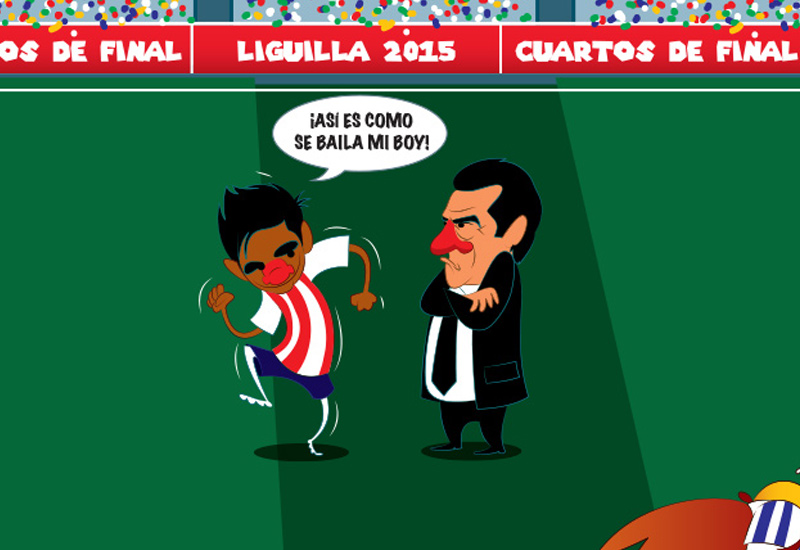 OS DE FINAL
LIGUILLA 2015
CUARTOS DE FINAL
¡ASÍ ES COMO
SE BAILA MI BOY!